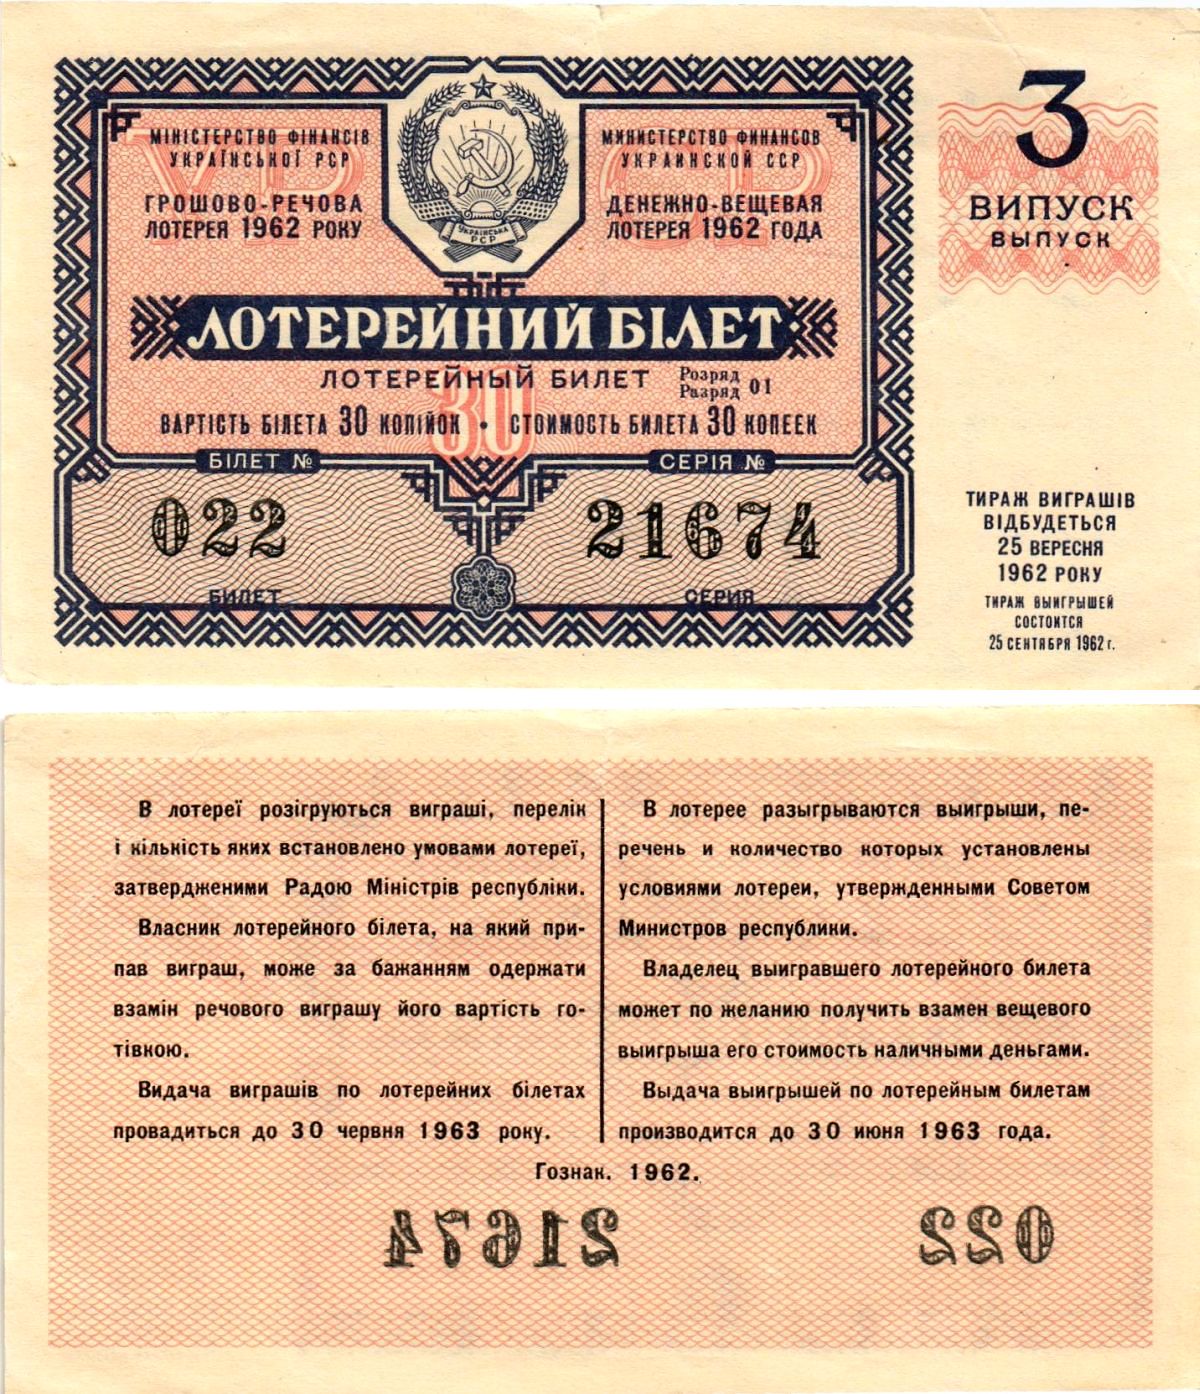 МІНІСТЕРСТВО ФІНАНСІВ
УКРАЇНСЬКОЇ РСР
ГРОШОВО-РЕЧОВА
ЛОТЕРЕЯ 1962 РОКУ
УКРАЇНСЬКА
РСР
МИНИСТЕРСТВО ФИНАНСОВ
УКРАИНСКОЙ ССР
ДЕНЕЖНО-ВЕЩЕВАЯ
ЛОТЕРЕЯ 1962 ГОДА
ЛОТЕРЕЙНИЙ БІЛЕТ
ЛОТЕРЕЙНЫЙ БИЛЕТ
Розряд
Разряд 01
30
ВАРТІСТЬ БІЛЕТА 30 КОПІЙОК • СТОИМОСТЬ БИЛЕТА 30 КОПЕЕК
БІЛЕТ № СЕРІЯ №
022 21674
БИЛЕТ СЕРИЯ
3
ВИПУСК
ВЫПУСК
ТИРАЖ ВИГРАШІВ
ВІДБУДЕТЬСЯ
25 ВЕРЕСНЯ
1962 РОКУ
ТИРАЖ ВЫИГРЫШЕЙ
СОСТОИТСЯ
25 СЕНТЯБРЯ 1962 г.
В лотереї розігруються виграші, перелік
і кількість яких встановлено умовами лотереї,
затвердженими Радою Міністрів республіки.
Власник лотерейного білета, на який при-
пав виграш, може за бажанням одержати
взамін речового виграшу його вартість го-
тівкою.
Видача виграшів по лотерейних білетах
провадиться до 30 червня 1963 року.
В лотерее разыгрываются выигрыши, пе-
речень и количество которых установлены
условиями лотереи, утвержденными Советом
Министров республики.
Владелец выигравшего лотерейного билета
может по желанию получить взамен вещевого
выигрыша его стоимость наличными деньгами.
Выдача выигрышей по лотерейным билетам
производится до 30 июня 1963 года.
Гознак. 1962.
21674 022